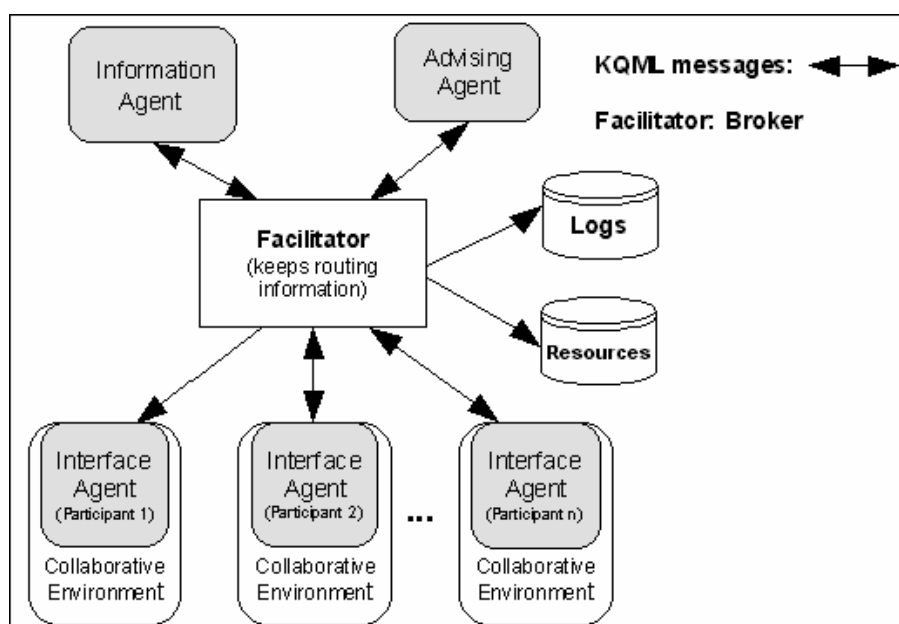 Information
Agent
Advising
Agent
KQML messages:
Facilitator: Broker
Facilitator
(keeps routing
information)
Logs
Resources
Interface
Agent
(Participant 1)
Collaborative
Environment
Interface
Agent
(Participant 2)
Collaborative
Environment
...
Interface
Agent
(Participant n)
Collaborative
Environment